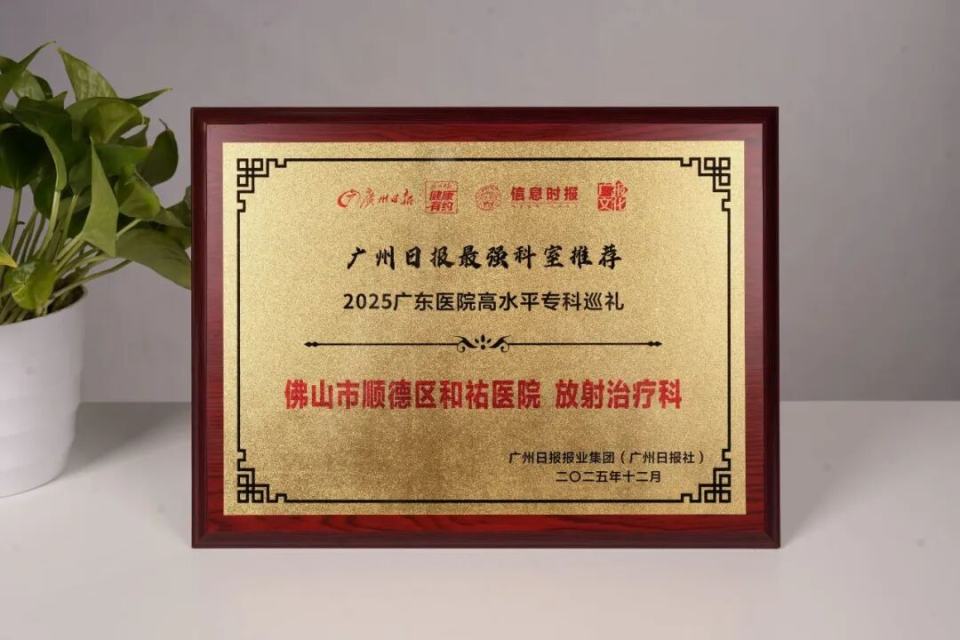 广州日报 健康有约 信息时报
广州日报最强科室推荐
2025广东医院高水平专科巡礼
佛山市顺德区和祐医院 放射治疗科
广州日报报业集团（广州日报社）
二〇二五年十二月